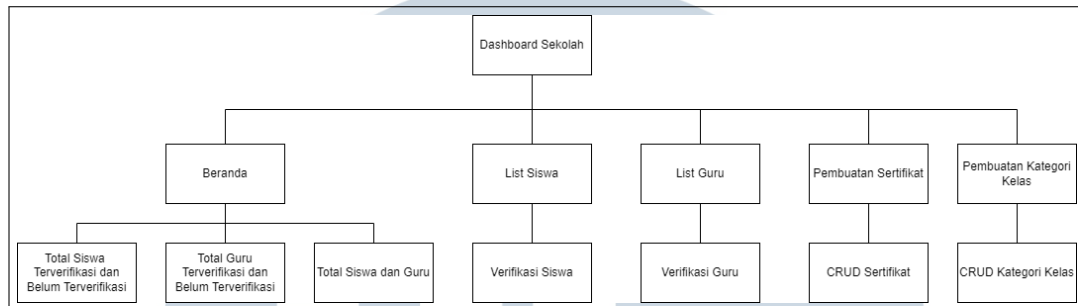 Dashboard Sekolah
Beranda
List Siswa
List Guru
Pembuatan Sertifikat
Pembuatan Kategori
Kelas
Total Siswa
Terverifikasi dan
Belum Terverifikasi
Total Guru
Terverifikasi dan
Belum Terverifikasi
Total Siswa dan Guru
Verifikasi Siswa
Verifikasi Guru
CRUD Sertifikat
CRUD Kategori Kelas